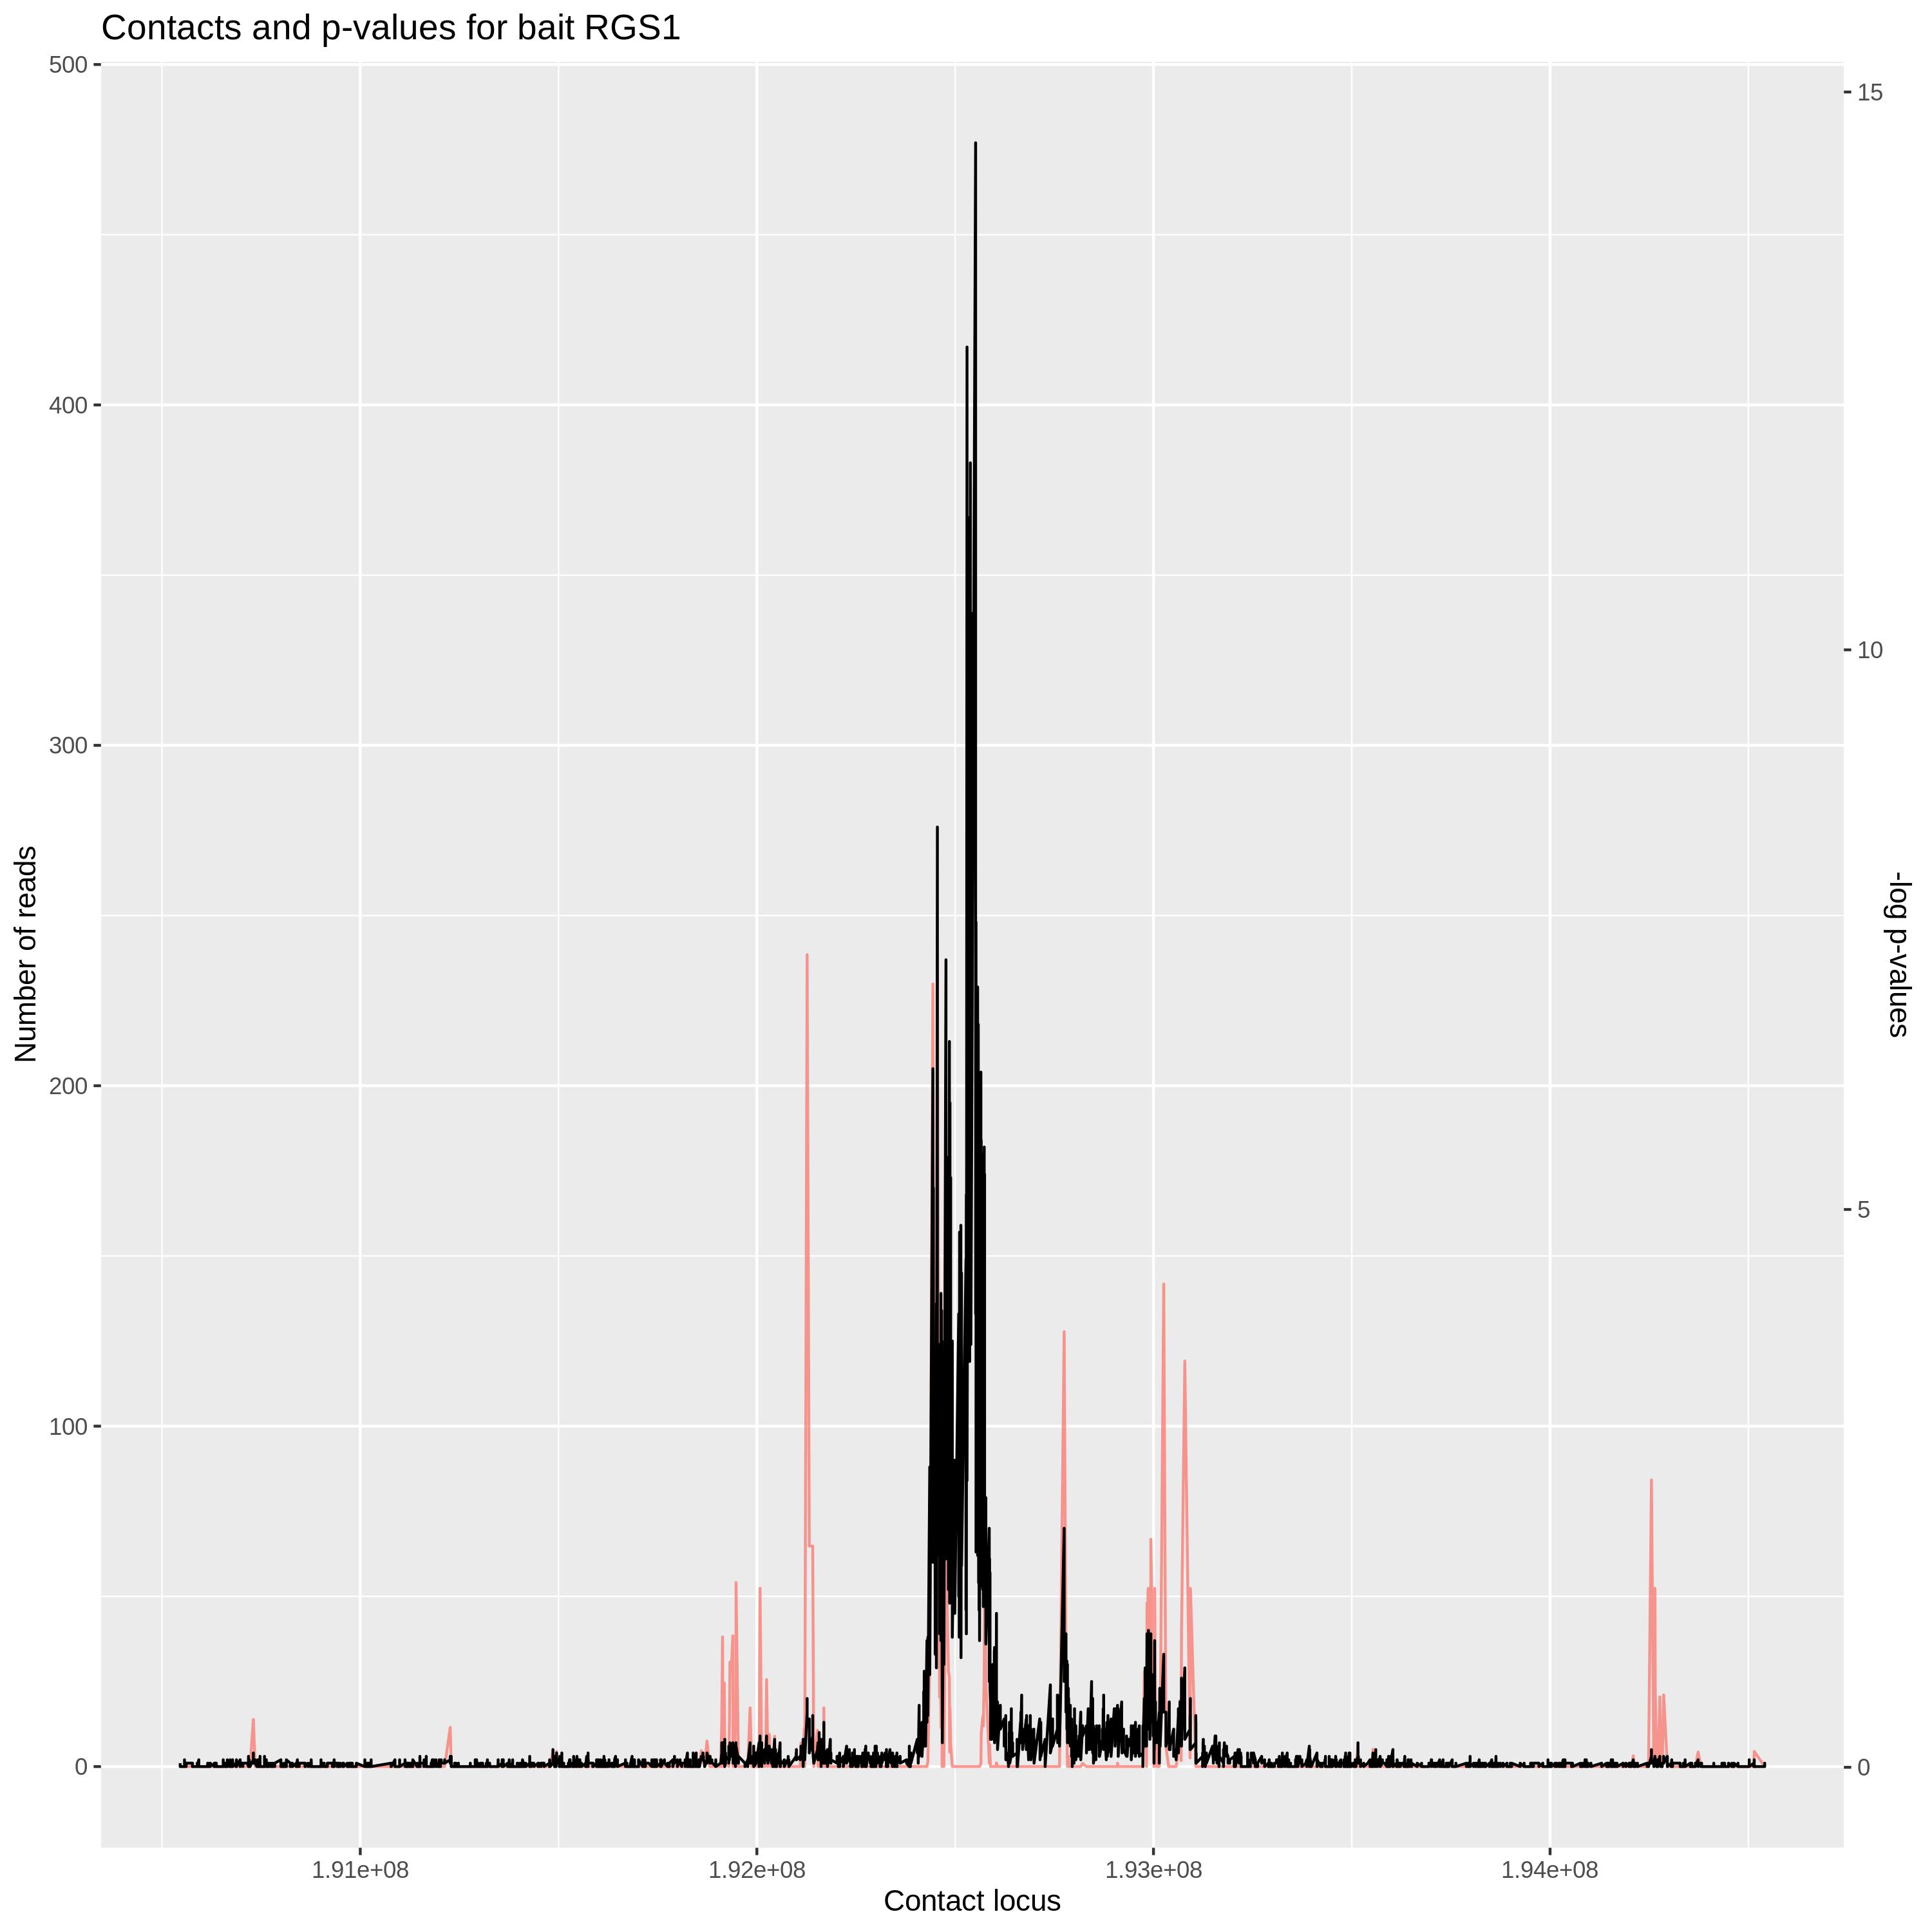 Contacts and p-values for bait RGS1
500
400
300
200
100
0
Number of reads
15
10
5
0
-log p-values
1.91e+08
1.92e+08
1.93e+08
1.94e+08
Contact locus